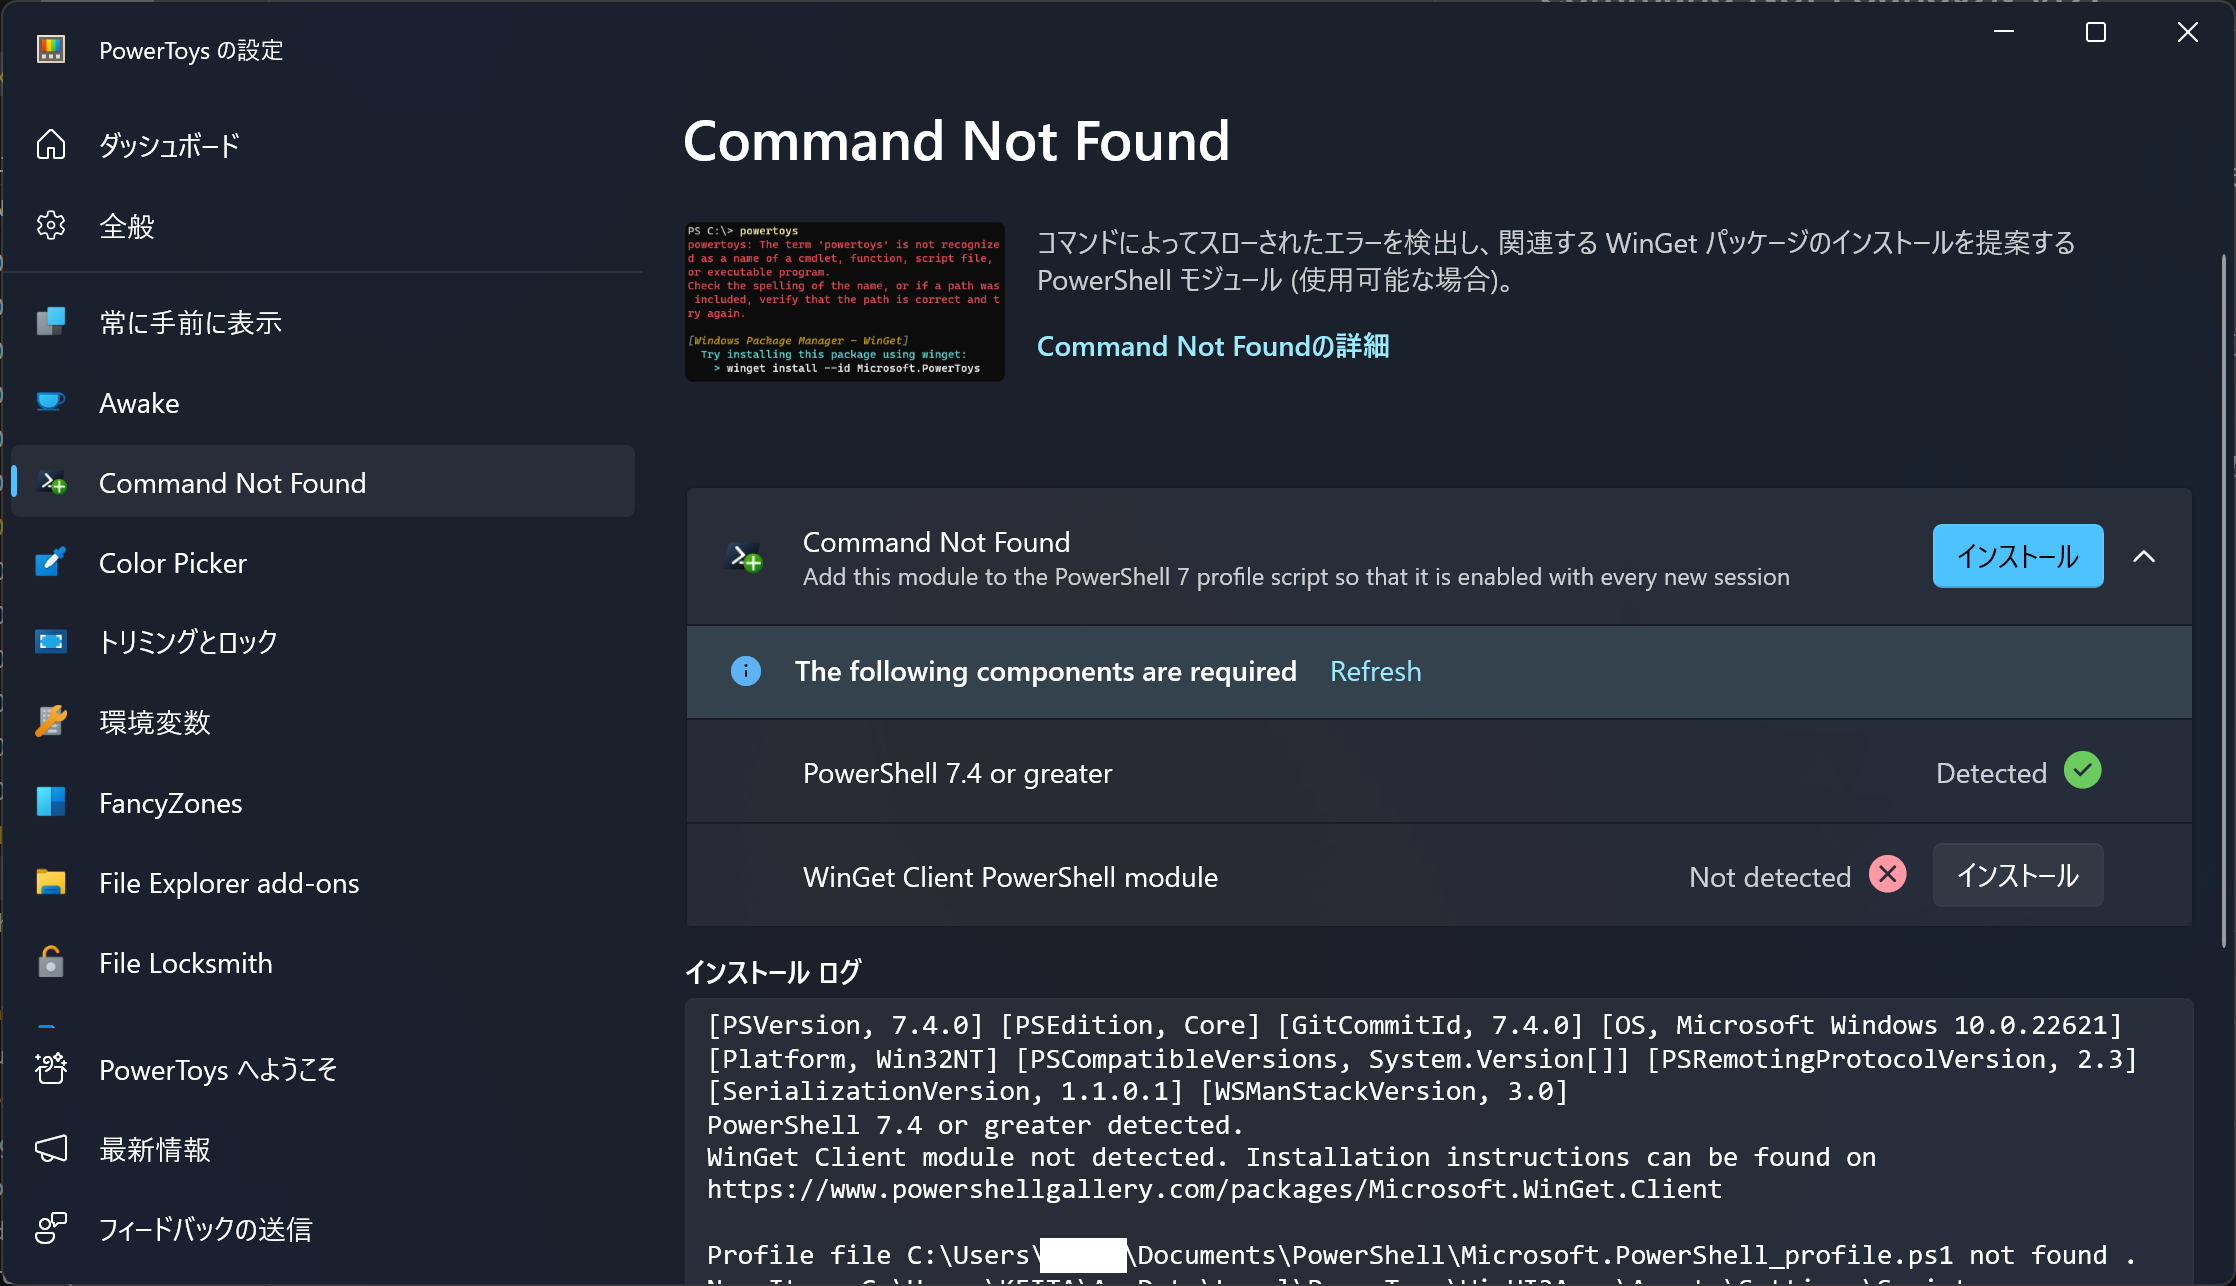 PowerToys の設定
ダッシュボード
全般
常に手前に表示
Awake
Command Not Found
Color Picker
トリミングとロック
環境変数
FancyZones
File Explorer add-ons
File Locksmith
PowerToys へようこそ
最新情報
フィードバックの送信
Command Not Found
PS C:\> powertoys
powertoys: The term 'powertoys' is not recognize
d as a name of a cmdlet, function, script file,
or executable program.
Check the spelling of the name, or if a path was
included, verify that the path is correct and t
ry again.
[Windows Package Manager - WinGet]
Try installing this package using winget:
> winget install --id Microsoft.PowerToys
コマンドによってスローされたエラーを検出し、関連する WinGet パッケージのインストールを提案する
PowerShell モジュール (使用可能な場合)。
Command Not Foundの詳細
Command Not Found
Add this module to the PowerShell 7 profile script so that it is enabled with every new session
インストール
The following components are required Refresh
PowerShell 7.4 or greater
Detected
WinGet Client PowerShell module
Not detected
インストール
インストール ログ
[PSVersion, 7.4.0] [PSEdition, Core] [GitCommitId, 7.4.0] [OS, Microsoft Windows 10.0.22621]
[Platform, Win32NT] [PSCompatibleVersions, System.Version[]] [PSRemotingProtocolVersion, 2.3]
[SerializationVersion, 1.1.0.1] [WSManStackVersion, 3.0]
PowerShell 7.4 or greater detected.
WinGet Client module not detected. Installation instructions can be found on
https://www.powershellgallery.com/packages/Microsoft.WinGet.Client
Profile file C:\Users\ \Documents\PowerShell\Microsoft.PowerShell_profile.ps1 not found .